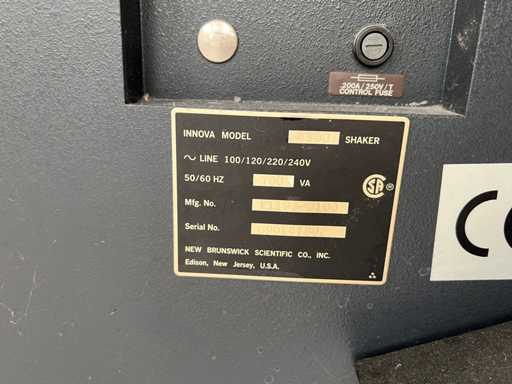 200A/250V/T
CONTROL FUSE
INNOVA MODEL SHAKER
∼ LINE 100/120/220/240V
50/60 HZ VA
Mfg. No.
Serial No.
NEW BRUNSWICK SCIENTIFIC CO., INC.
Edison, New Jersey, U.S.A.